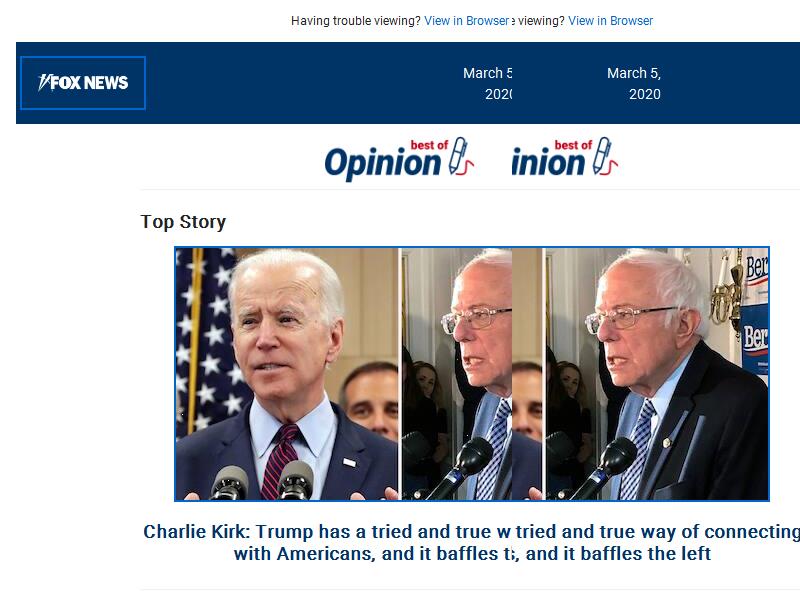 Having trouble viewing? View in Browser e viewing? View in Browser
FOX NEWS
March 5 March 5,
2020 2020
best of best of
Opinion inion
Top Story
Ber
Ber
Charlie Kirk: Trump has a tried and true w tried and true way of connecting
with Americans, and it baffles t , and it baffles the left